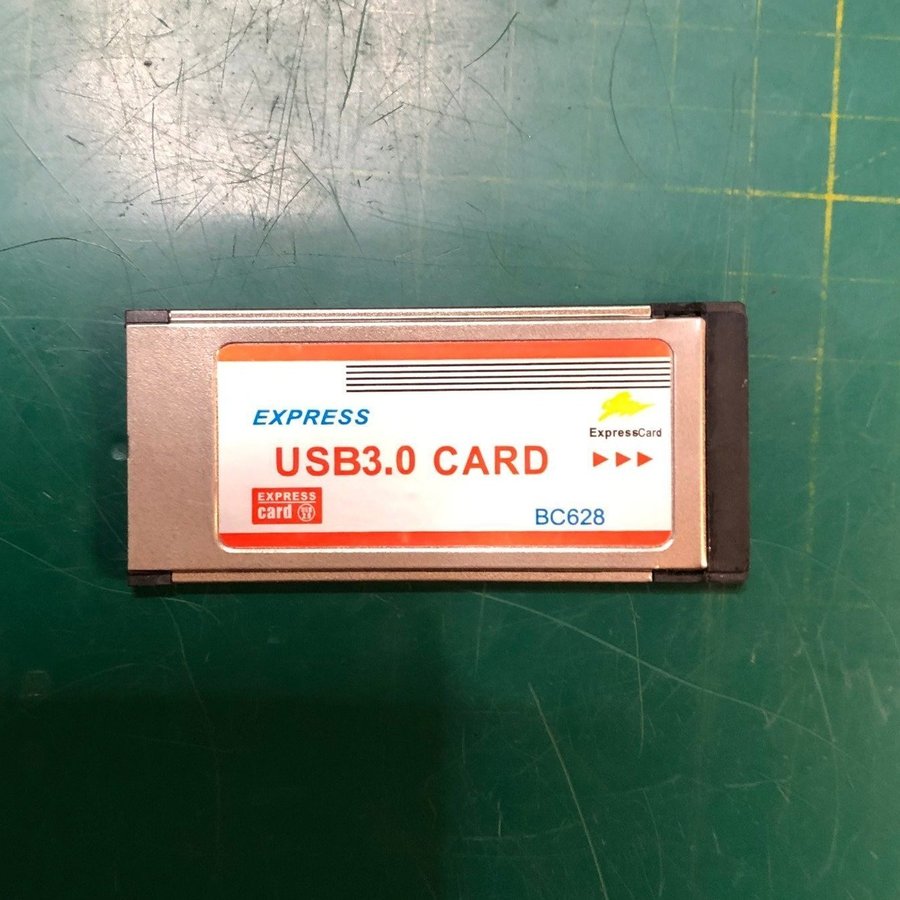 EXPRESS
ExpressCard
USB3.0 CARD
EXPRESS
card
BC628